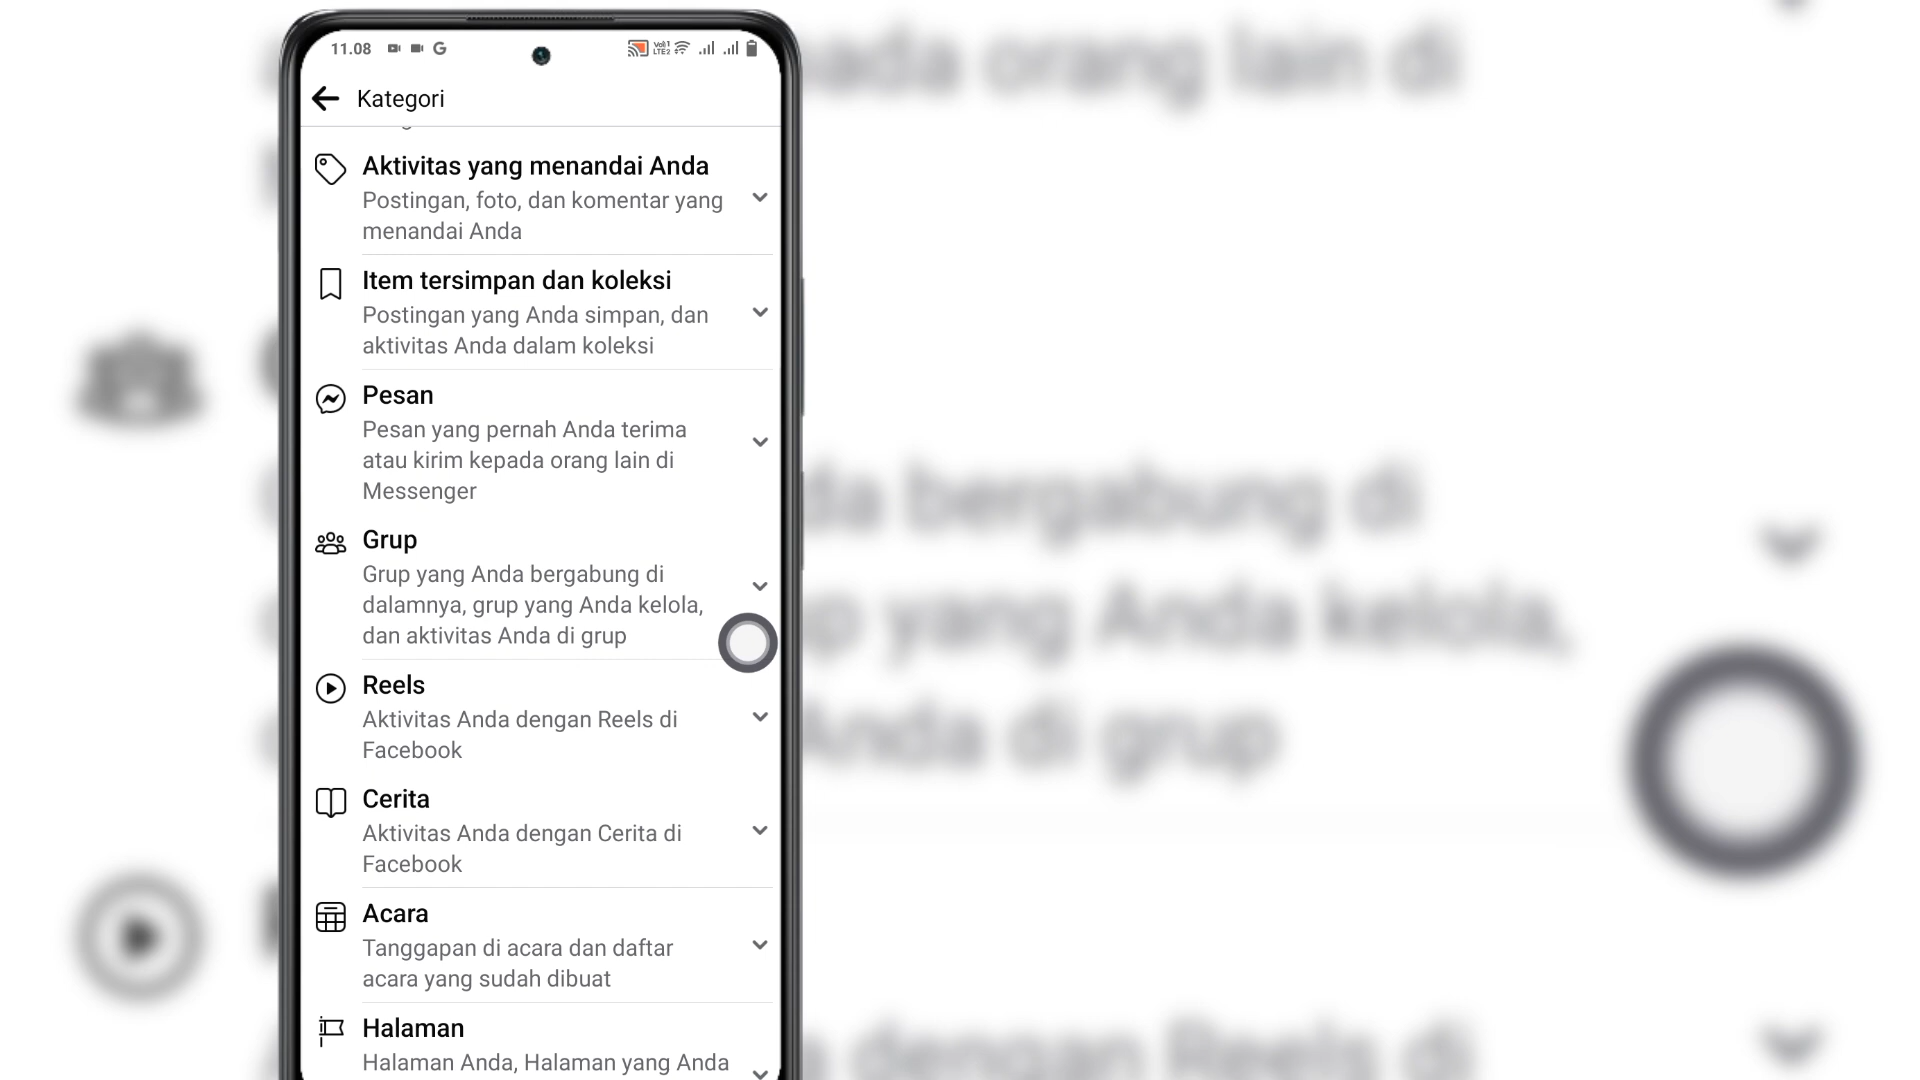 11.08
Kategori
Aktivitas yang menandai Anda
Postingan, foto, dan komentar yang
menandai Anda
Item tersimpan dan koleksi
Postingan yang Anda simpan, dan
aktivitas Anda dalam koleksi
Pesan
Pesan yang pernah Anda terima
atau kirim kepada orang lain di
Messenger
Grup
Grup yang Anda bergabung di
dalamnya, grup yang Anda kelola,
dan aktivitas Anda di grup
Reels
Aktivitas Anda dengan Reels di
Facebook
Cerita
Aktivitas Anda dengan Cerita di
Facebook
Acara
Tanggapan di acara dan daftar
acara yang sudah dibuat
Halaman
Halaman Anda, Halaman yang Anda